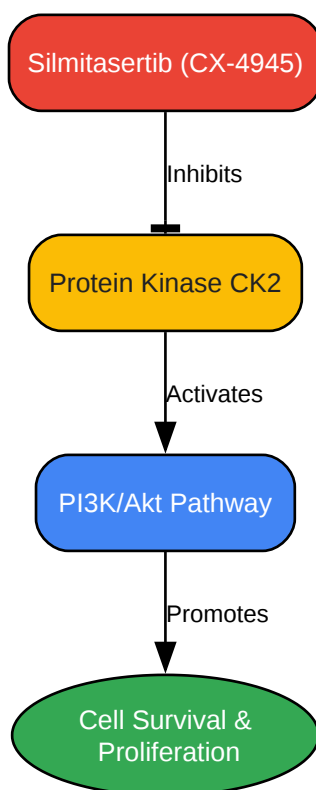 Silmitasertib (CX-4945)
Inhibits
Protein Kinase CK2
Activates
PI3K/Akt Pathway
Promotes
Cell Survival &
Proliferation